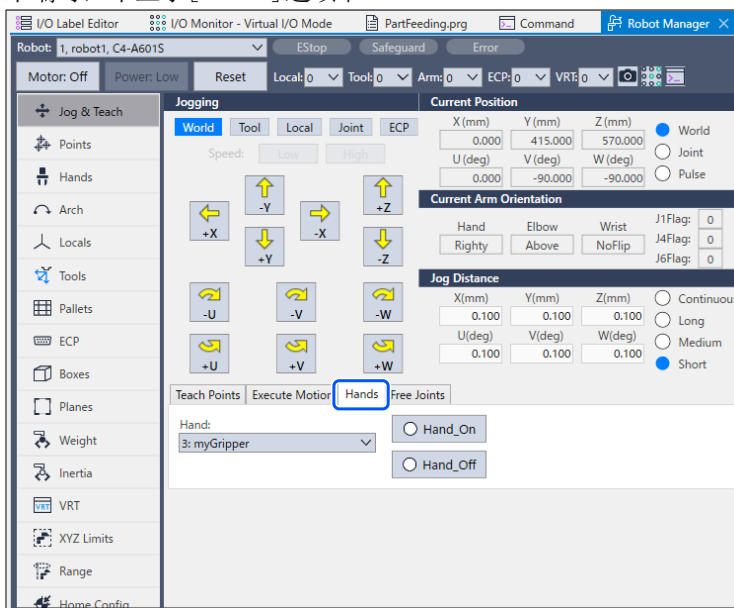 I/O Label Editor I/O Monitor - Virtual I/O Mode PartFeeding.prg Command Robot Manager
Robot: 1, robot1, C4-A601S EStop Safeguard Error
Motor: Off Power: Low Reset Local: 0 Tool: 0 Arm: 0 ECP: 0 VRT: 0
Jog & Teach
Points
Hands
Arch
Locals
Tools
Pallets
ECP
Boxes
Planes
Weight
Inertia
VRT
XYZ Limits
Range
Home Config
Jogging
World Tool Local Joint ECP
Speed: Low High
-Y +Z
+X -X
+Y -Z
-U -V -W
+U +V +W
Current Position
X (mm) Y (mm) Z (mm)
0.000 415.000 570.000
U (deg) V (deg) W (deg)
0.000 -90.000 -90.000
World
Joint
Pulse
Current Arm Orientation
Hand Elbow Wrist
Righty Above NoFlip
J1Flag: 0
J4Flag: 0
J6Flag: 0
Jog Distance
X(mm) Y(mm) Z(mm)
0.100 0.100 0.100
U(deg) V(deg) W(deg)
0.100 0.100 0.100
Continuou
Long
Medium
Short
Teach Points Execute Motion Hands Free Joints
Hand:
3: myGripper
Hand_On
Hand_Off